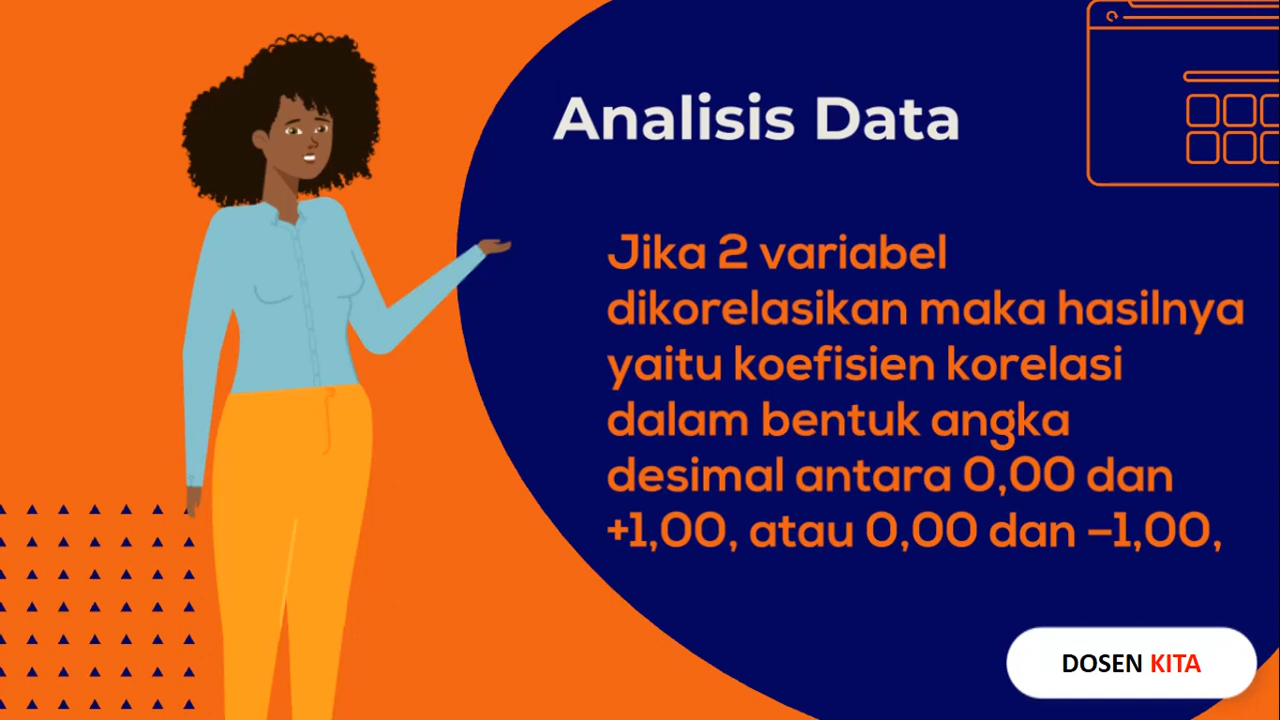 Analisis Data
Jika 2 variabel
dikorelasikan maka hasilnya
yaitu koefisien korelasi
dalam bentuk angka
desimal antara 0,00 dan
+1,00, atau 0,00 dan –1,00,
DOSEN KITA